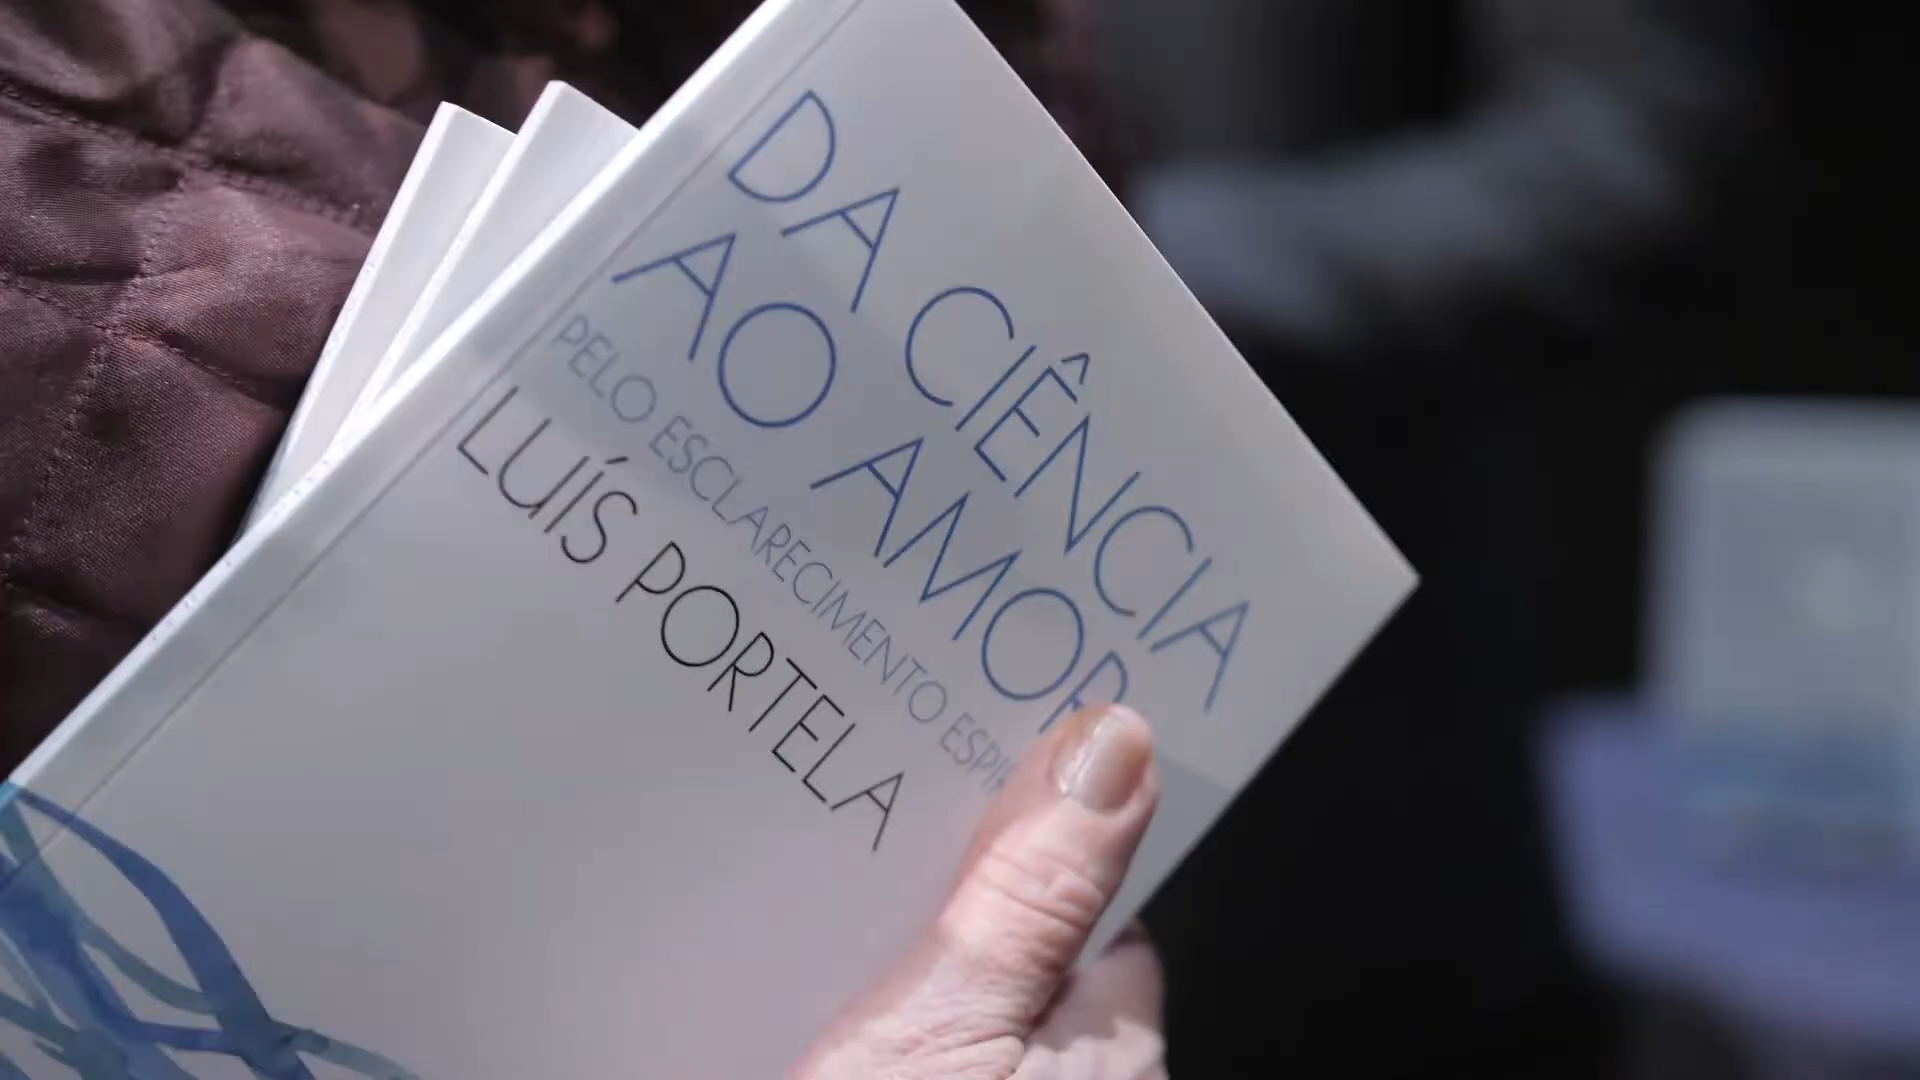 DA CIÊNCIA
AO AMOR
PELO ESCLARECIMENTO
LUÍS PORTELA